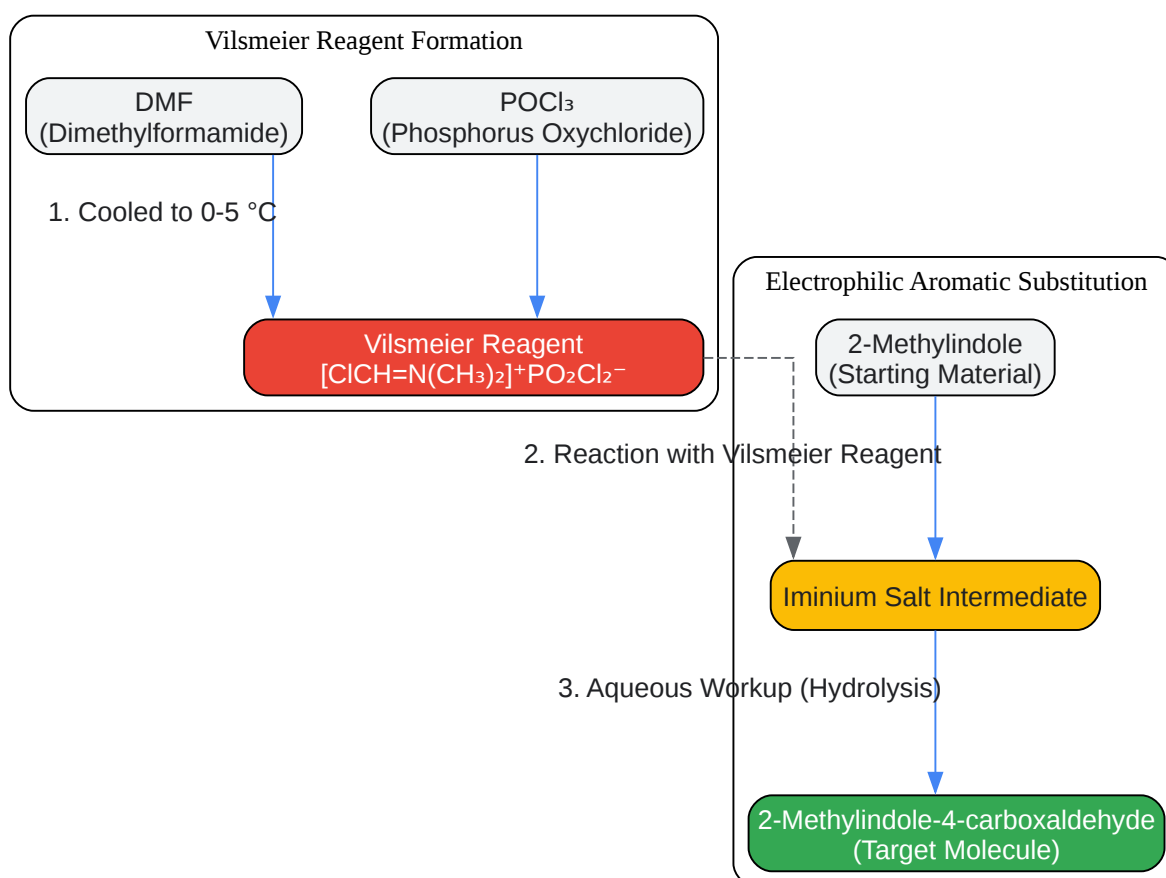 Vilsmeier Reagent Formation
DMF
(Dimethylformamide)
POCl₃
(Phosphorus Oxychloride)
1. Cooled to 0-5 °C
Vilsmeier Reagent
[ClCH=N(CH₃)₂]⁺PO₂Cl₂⁻
Electrophilic Aromatic Substitution
2-Methylindole
(Starting Material)
2. Reaction with Vilsmeier Reagent
Iminium Salt Intermediate
3. Aqueous Workup (Hydrolysis)
2-Methylindole-4-carboxaldehyde
(Target Molecule)